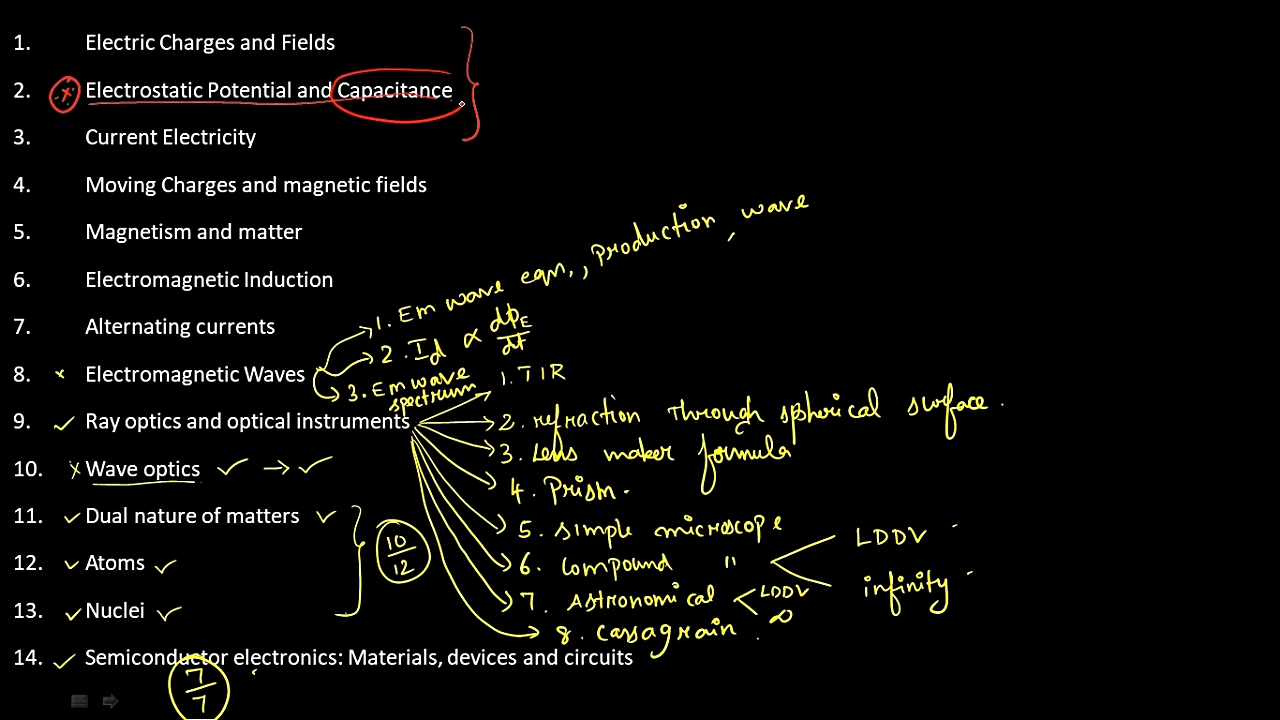 1. Electric Charges and Fields
2. Electrostatic Potential and Capacitance
3. Current Electricity
4. Moving Charges and magnetic fields
5. Magnetism and matter
6. Electromagnetic Induction
7. Alternating currents
8. Electromagnetic Waves
1. Em wave eqn., production, wave
2. Id ∝ dϕE/dt
3. Em wave spectrum
9. Ray optics and optical instruments
1. TIR
2. refraction Through spherical surface.
3. Lens maker formula
4. Prism.
10. Wave optics
11. Dual nature of matters
12. Atoms
13. Nuclei
10/12
5. simple microscope
6. compound "
LDDV
infinity
7. Astronomical
LDDV
∞
8. cassagrain.
14. Semiconductor electronics: Materials, devices and circuits
7/7